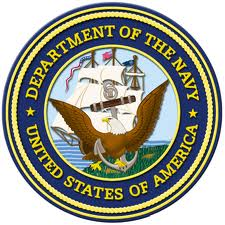 DEPARTMENT OF THE NAVY
UNITED STATES OF AMERICA